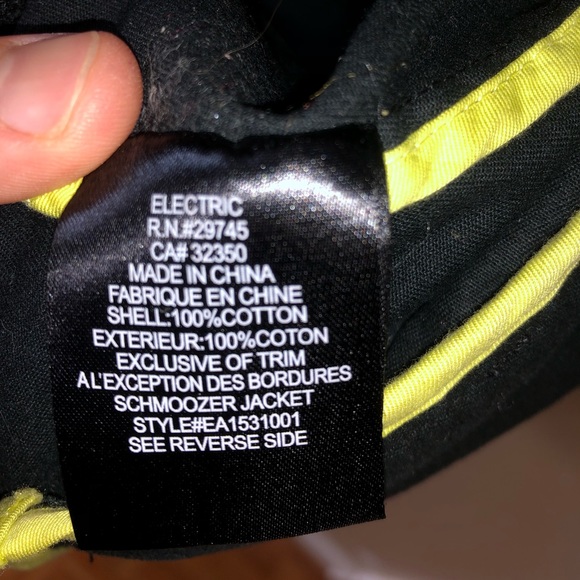 ELECTRIC
R.N.#29745
CA# 32350
MADE IN CHINA
FABRIQUE EN CHINE
SHELL:100%COTTON
EXTERIEUR:100%COTON
EXCLUSIVE OF TRIM
A L'EXCEPTION DES BORDURES
SCHMOOZER JACKET
STYLE#EA1531001
SEE REVERSE SIDE